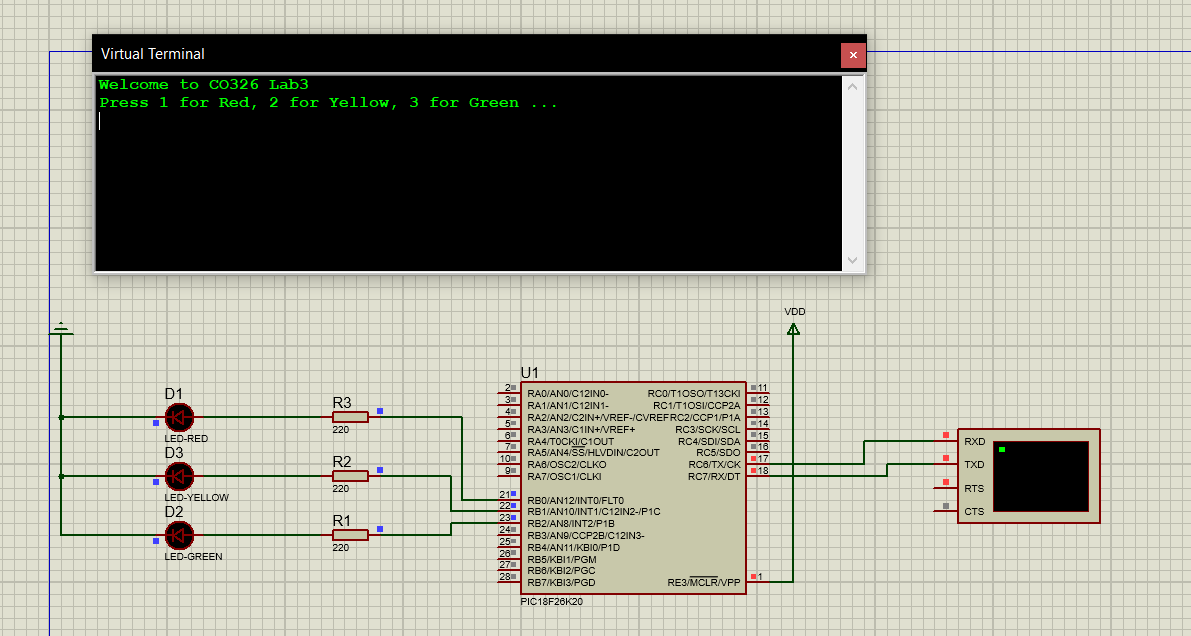 Virtual Terminal
Welcome to CO326 Lab3
Press 1 for Red, 2 for Yellow, 3 for Green ...
VDD
U1
D1
LED-RED
R3
220
D3
LED-YELLOW
R2
220
D2
LED-GREEN
R1
220
2 RA0/AN0/C12IN0- RC0/T1OSO/T13CKI 11
3 RA1/AN1/C12IN1- RC1/T1OSI/CCP2A 12
4 RA2/AN2/C2IN+/VREF-/CVREF RC2/CCP1/P1A 13
5 RA3/AN3/C1IN+/VREF+ RC3/SCK/SCL 14
6 RA4/T0CKI/C1OUT RC4/SDI/SDA 15
7 RA5/AN4/SS/HLVDIN/C2OUT RC5/SDO 16
10 RA6/OSC2/CLKO RC6/TX/CK 17
9 RA7/OSC1/CLKI RC7/RX/DT 18
21 RB0/AN12/INT0/FLT0
22 RB1/AN10/INT1/C12IN2-/P1C
23 RB2/AN8/INT2/P1B
24 RB3/AN9/CCP2B/C12IN3-
25 RB4/AN11/KBI0/P1D
26 RB5/KBI1/PGM
27 RB6/KBI2/PGC
28 RB7/KBI3/PGD RE3/MCLR/VPP 1
PIC18F26K20
RXD
TXD
RTS
CTS